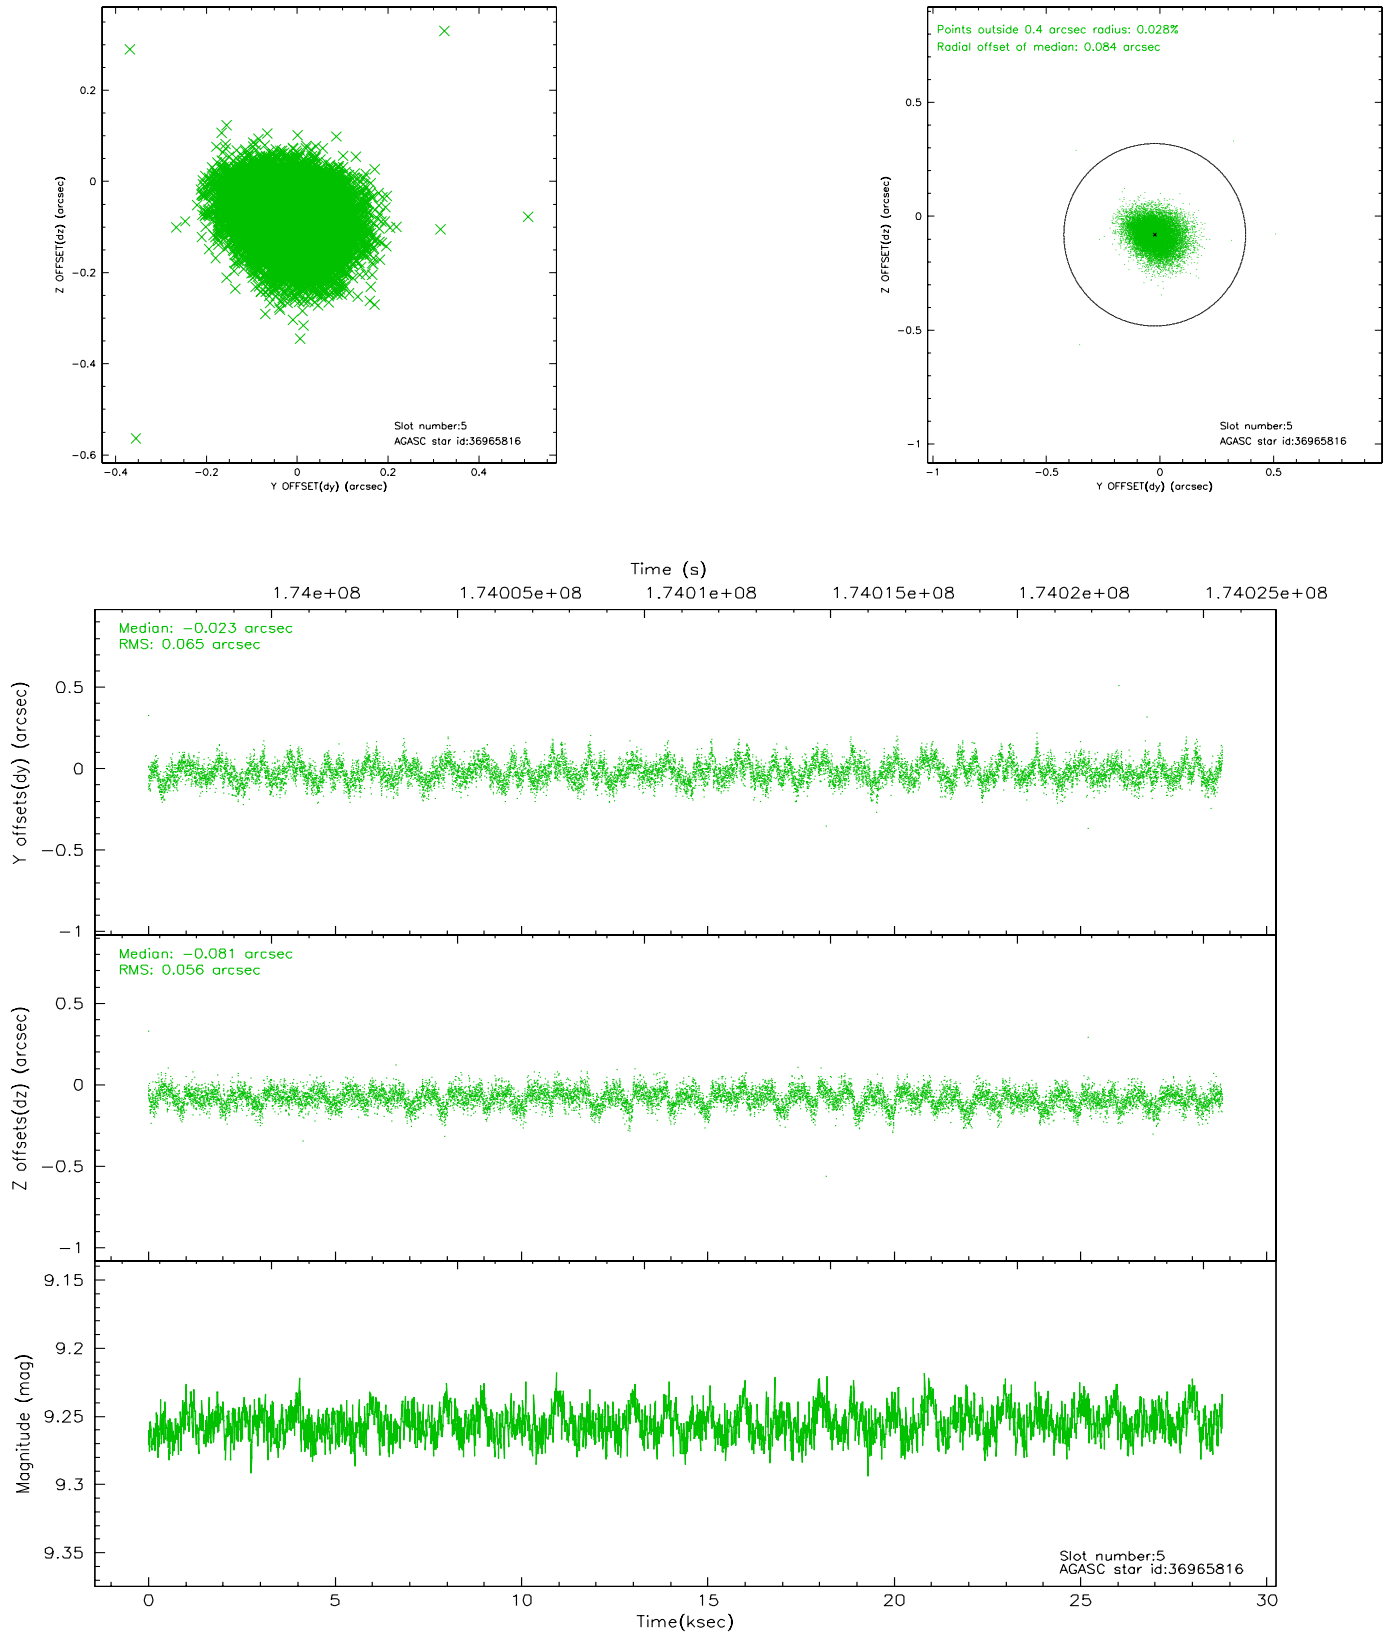 0.2
0
−0.2
−0.4
−0.6
Z OFFSET(dz) (arcsec)
Slot number:5
AGASC star id:36965816
−0.4
−0.2
0
0.2
0.4
Y OFFSET(dy) (arcsec)
Points outside 0.4 arcsec radius: 0.028%
Radial offset of median: 0.084 arcsec
0.5
0
−0.5
−1
Z OFFSET(dz) (arcsec)
Slot number:5
AGASC star id:36965816
−1
−0.5
0
0.5
Y OFFSET(dy) (arcsec)
Time (s)
1.74e+08
1.74005e+08
1.7401e+08
1.74015e+08
1.7402e+08
1.74025e+08
Median: −0.023 arcsec
RMS: 0.065 arcsec
0.5
0
−0.5
−1
Y offsets(dy) (arcsec)
Median: −0.081 arcsec
RMS: 0.056 arcsec
0.5
0
−0.5
−1
Z offsets(dz) (arcsec)
9.15
9.2
9.25
9.3
9.35
Magnitude (mag)
Slot number:5
AGASC star id:36965816
0
5
10
15
20
25
30
Time(ksec)